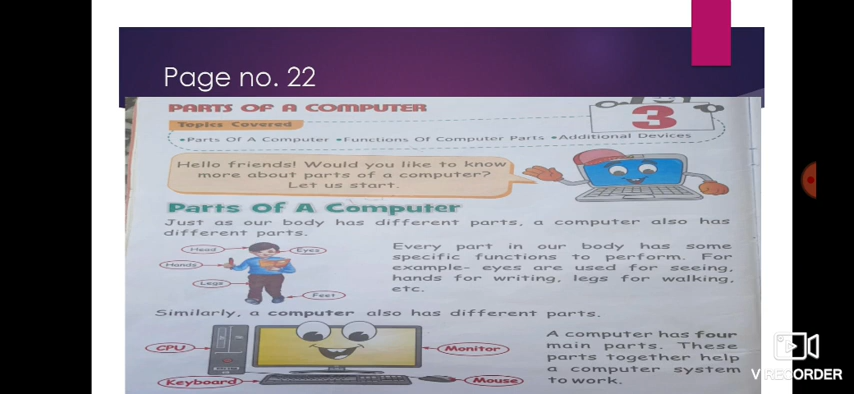 Page no. 22
PARTS OF A COMPUTER
3
Topics Covered
•Parts Of A Computer •Functions Of Computer Parts •Additional Devices
Hello friends! Would you like to know
more about parts of a computer?
Let us start.
Parts Of A Computer
Just as our body has different parts, a computer also has
different parts.
Head
Eyes
Hands
Legs
Feet
Every part in our body has some
specific functions to perform. For
example- eyes are used for seeing,
hands for writing, legs for walking,
etc.
Similarly, a computer also has different parts.
CPU
Monitor
Keyboard
Mouse
A computer has four
main parts. These
parts together help
a computer system
to work.
V RECORDER